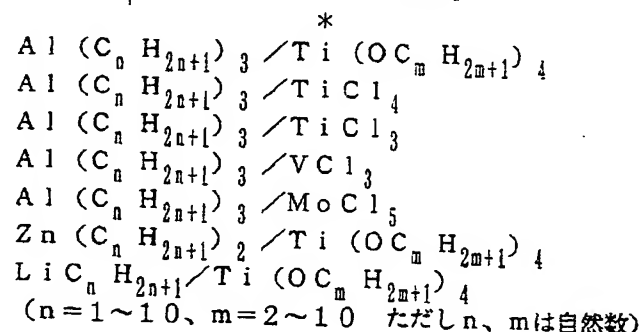 *
Al(CₙH₂ₙ₊₁)₃／Ti(OCₘH₂ₘ₊₁)₄
Al(CₙH₂ₙ₊₁)₃／TiCl₄
Al(CₙH₂ₙ₊₁)₃／TiCl₃
Al(CₙH₂ₙ₊₁)₃／VCl₃
Al(CₙH₂ₙ₊₁)₃／MoCl₅
Zn(CₙH₂ₙ₊₁)₂／Ti(OCₘH₂ₘ₊₁)₄
LiCₙH₂ₙ₊₁／Ti(OCₘH₂ₘ₊₁)₄
(n＝1～10、m＝2～10 ただしn、mは自然数)